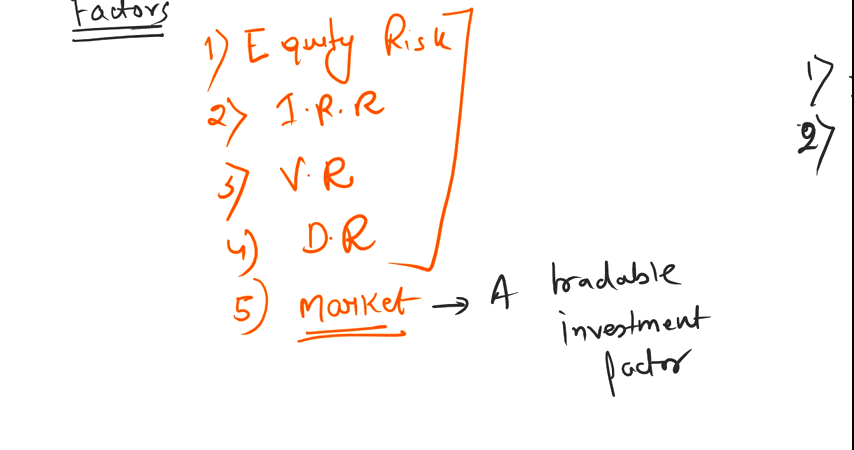 Factors
1) Equity Risk
2) I.R.R
3) V.R
4) D.R
5) Market → A tradable
investment
factor
1)
2)